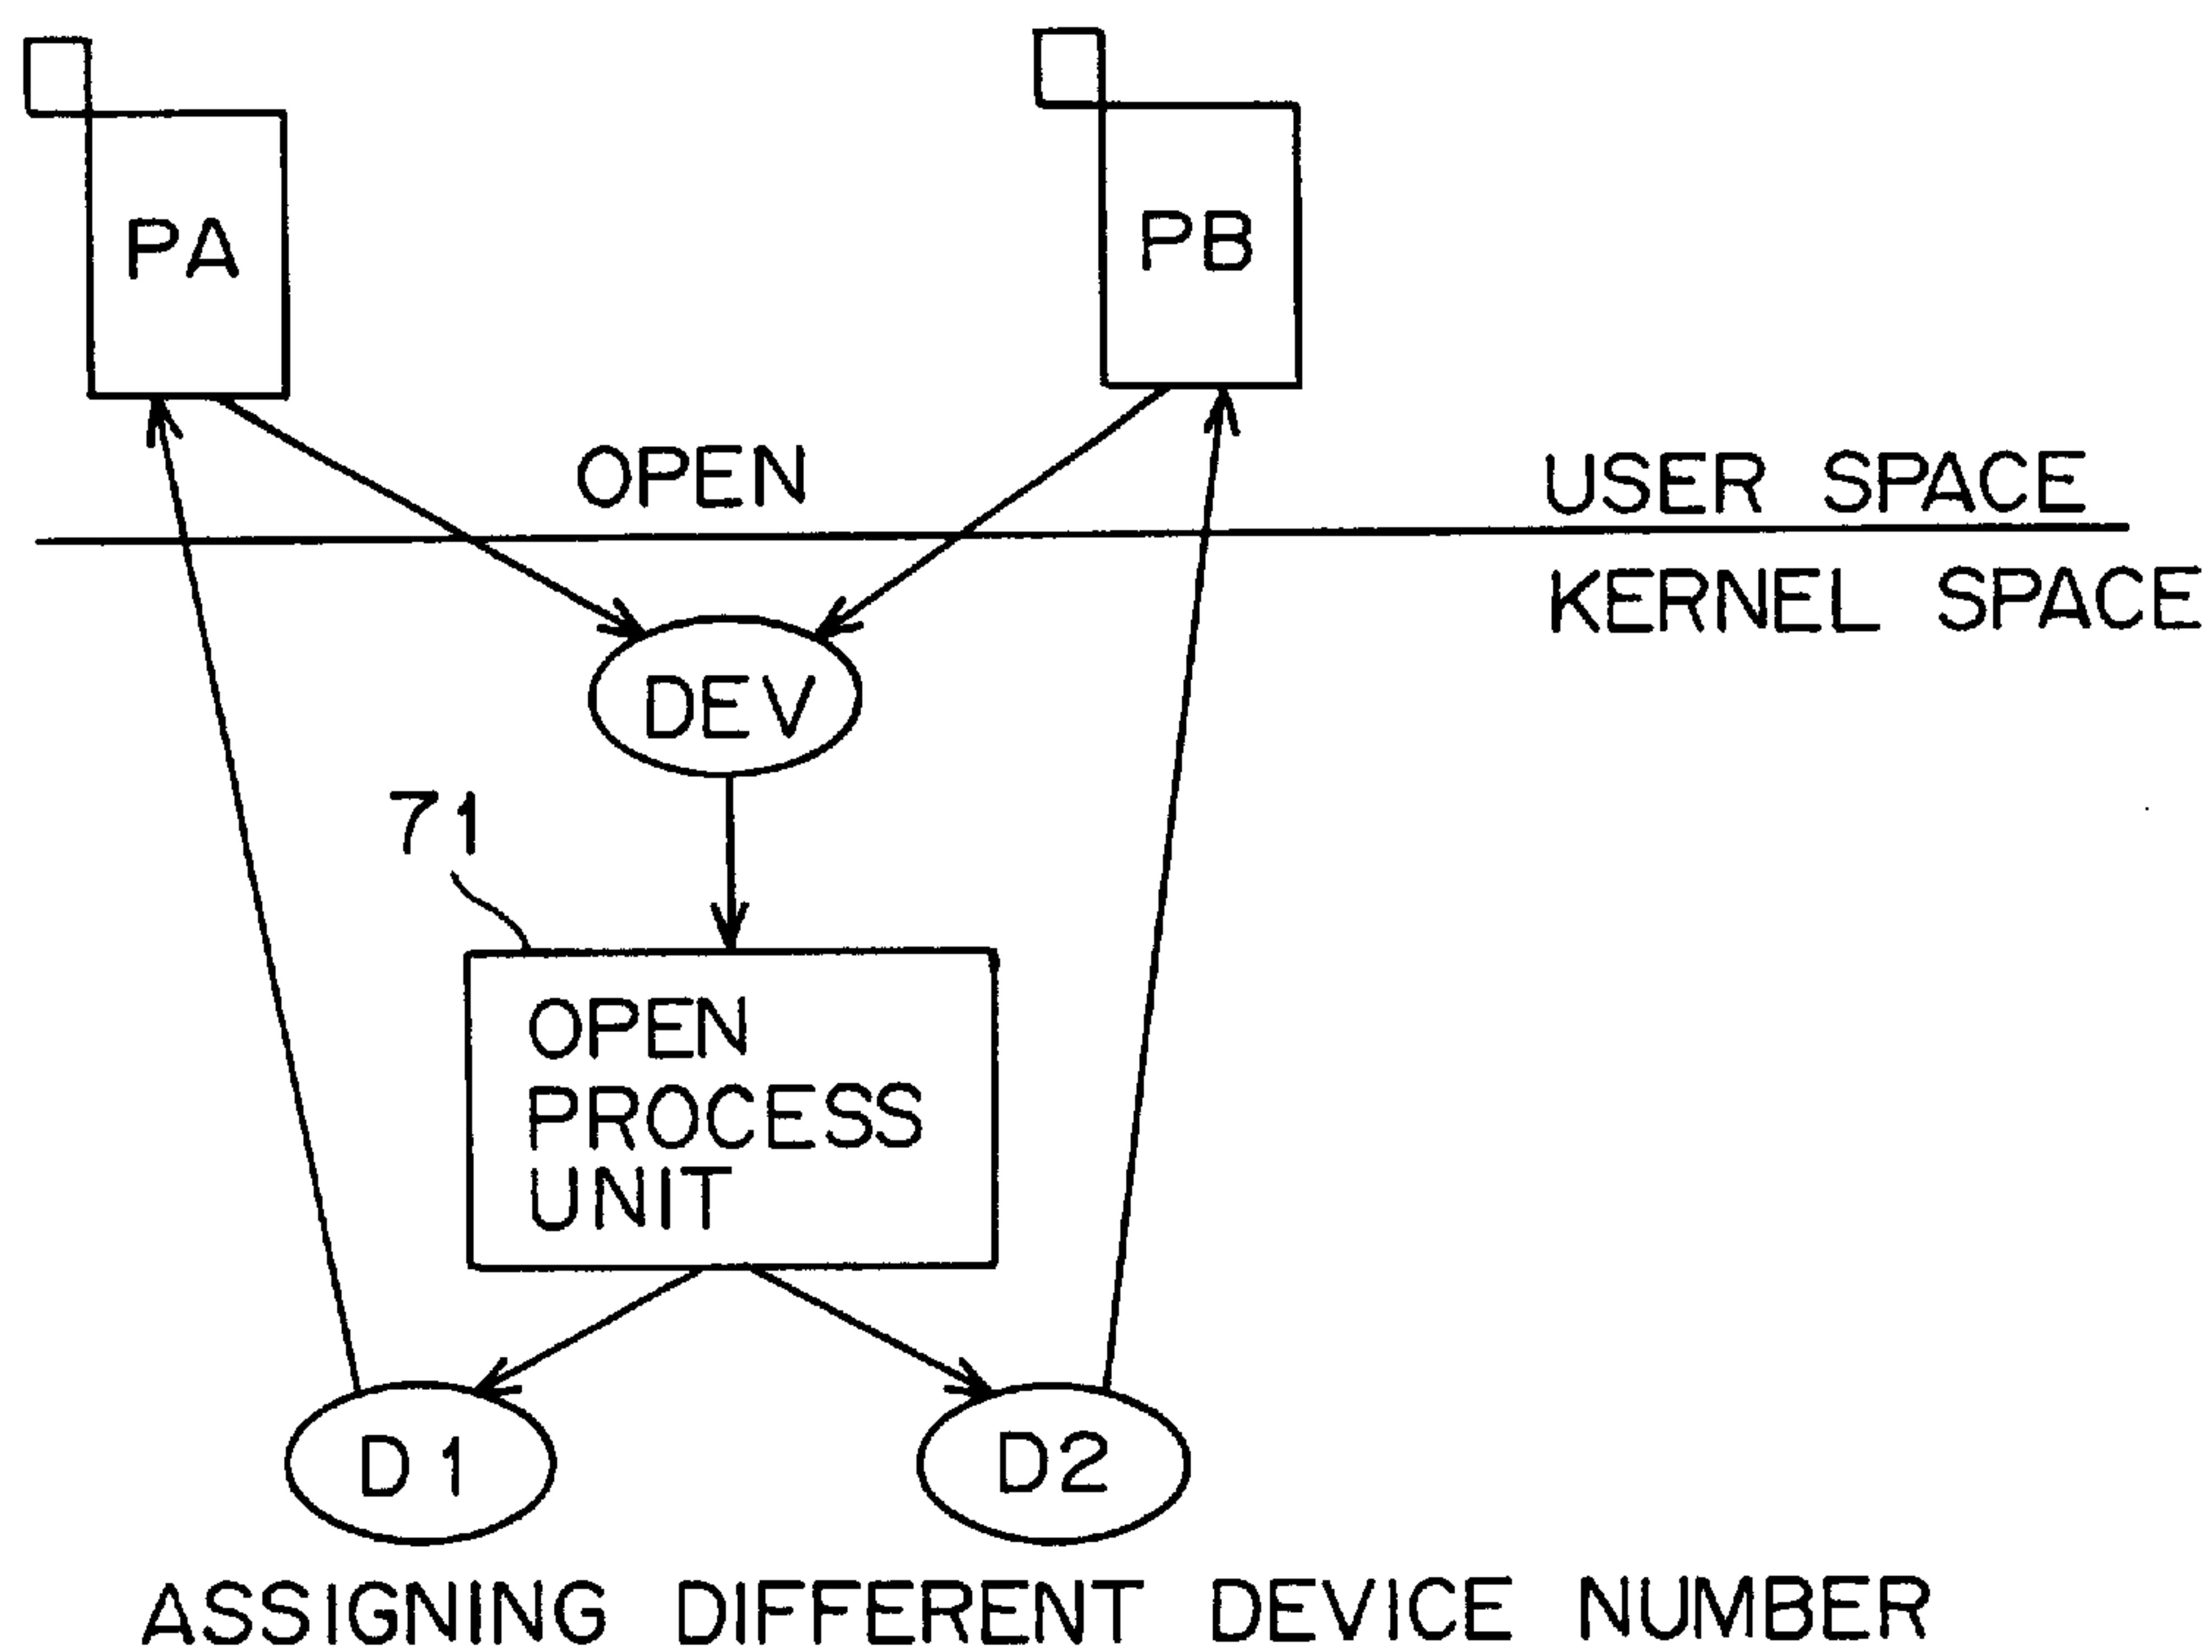 PA
PB
OPEN
USER SPACE
KERNEL SPACE
DEV
71
OPEN
PROCESS
UNIT
D1
D2
ASSIGNING DIFFERENT DEVICE NUMBER